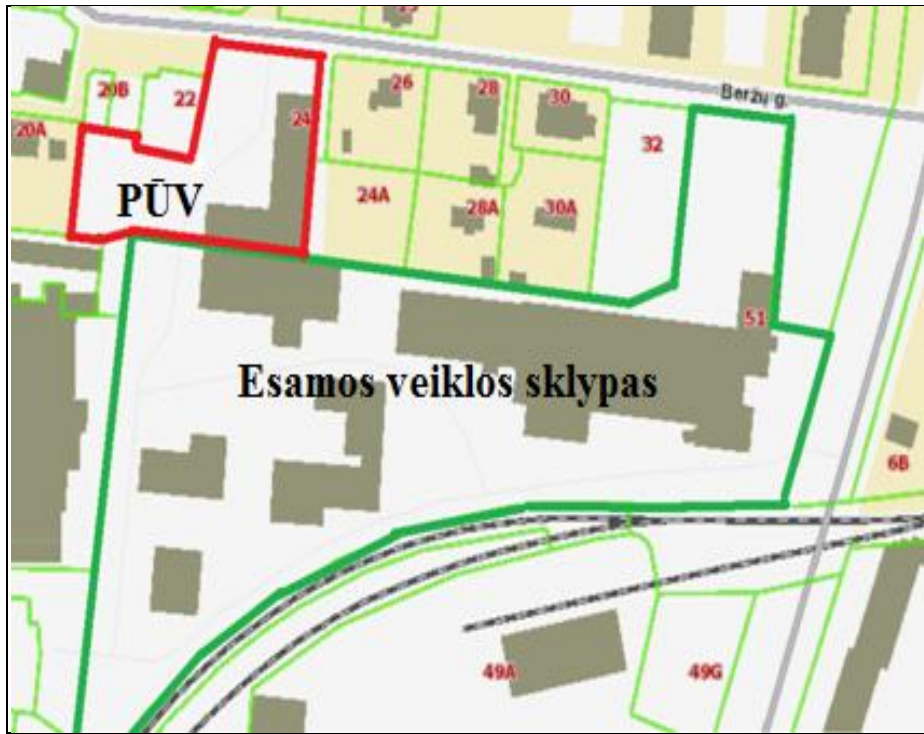 Beržų g.
20B
22
24
26
28
30
32
20A
PŪV
24A
28A
30A
51
Esamos veiklos sklypas
6B
49A
49G